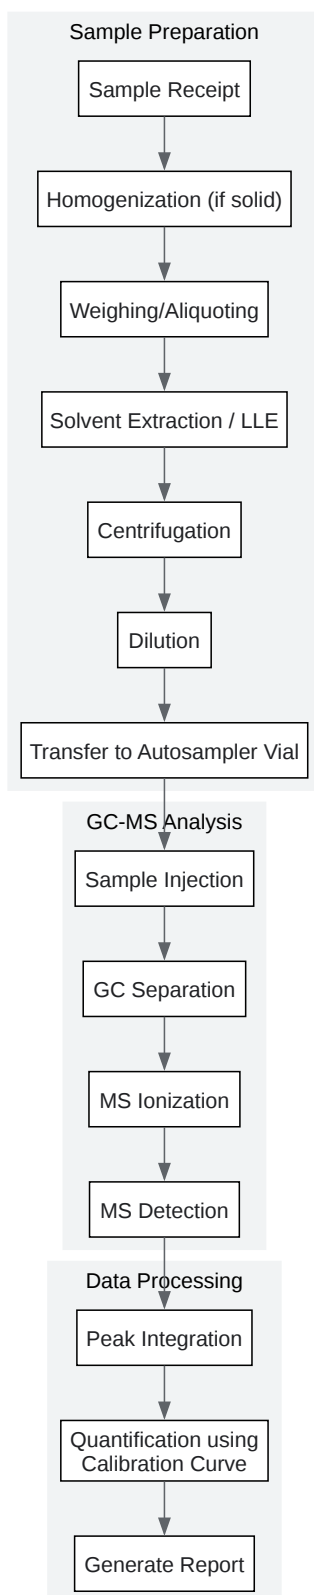 Sample Preparation
Sample Receipt
Homogenization (if solid)
Weighing/Aliquoting
Solvent Extraction / LLE
Centrifugation
Dilution
Transfer to Autosampler Vial
GC-MS Analysis
Sample Injection
GC Separation
MS Ionization
MS Detection
Data Processing
Peak Integration
Quantification using
Calibration Curve
Generate Report